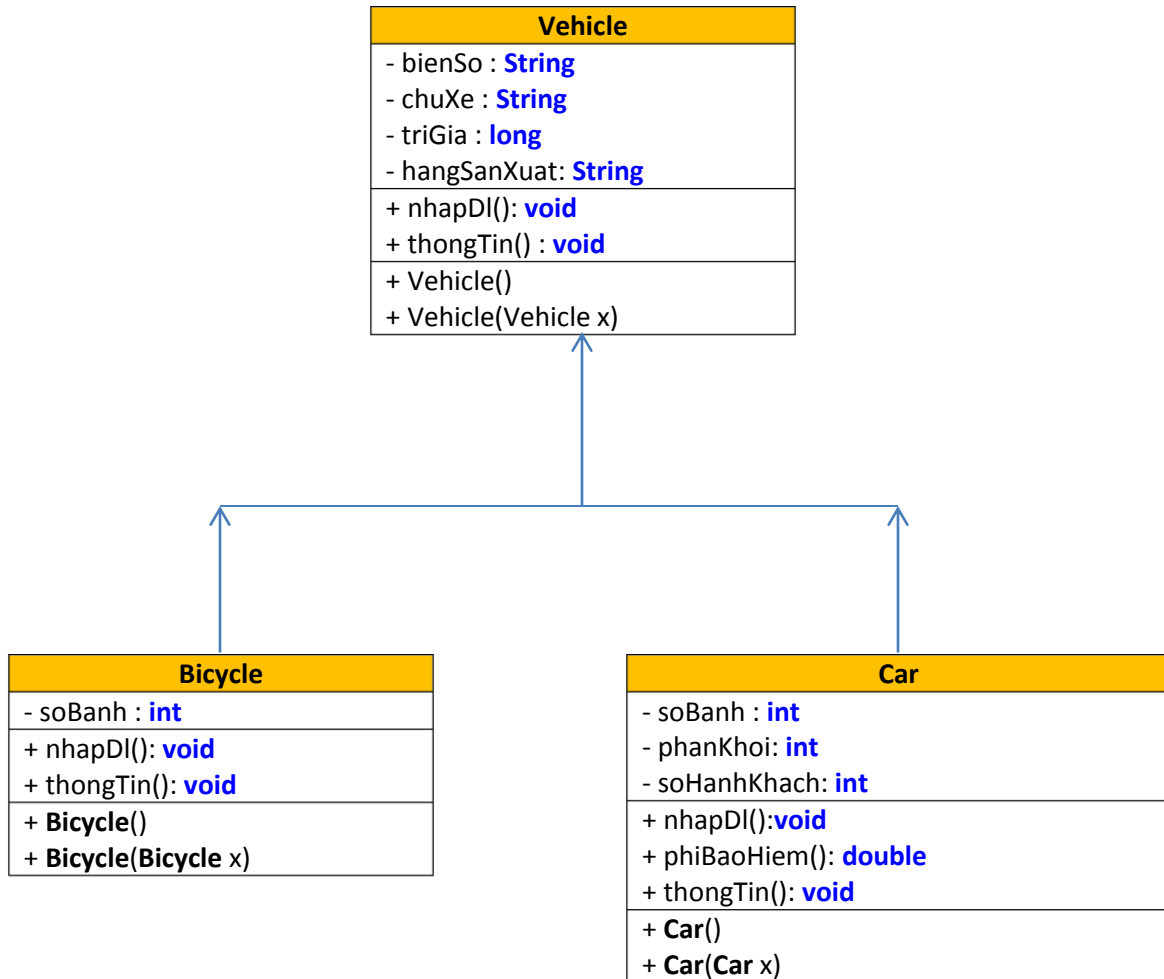 Vehicle
- bienSo : String
- chuXe : String
- triGia : long
- hangSanXuat: String
+ nhapDl(): void
+ thongTin() : void
+ Vehicle()
+ Vehicle(Vehicle x)
Bicycle
- soBanh : int
+ nhapDl(): void
+ thongTin(): void
+ Bicycle()
+ Bicycle(Bicycle x)
Car
- soBanh : int
- phanKhoi: int
- soHanhKhach: int
+ nhapDl():void
+ phiBaoHiem(): double
+ thongTin(): void
+ Car()
+ Car(Car x)